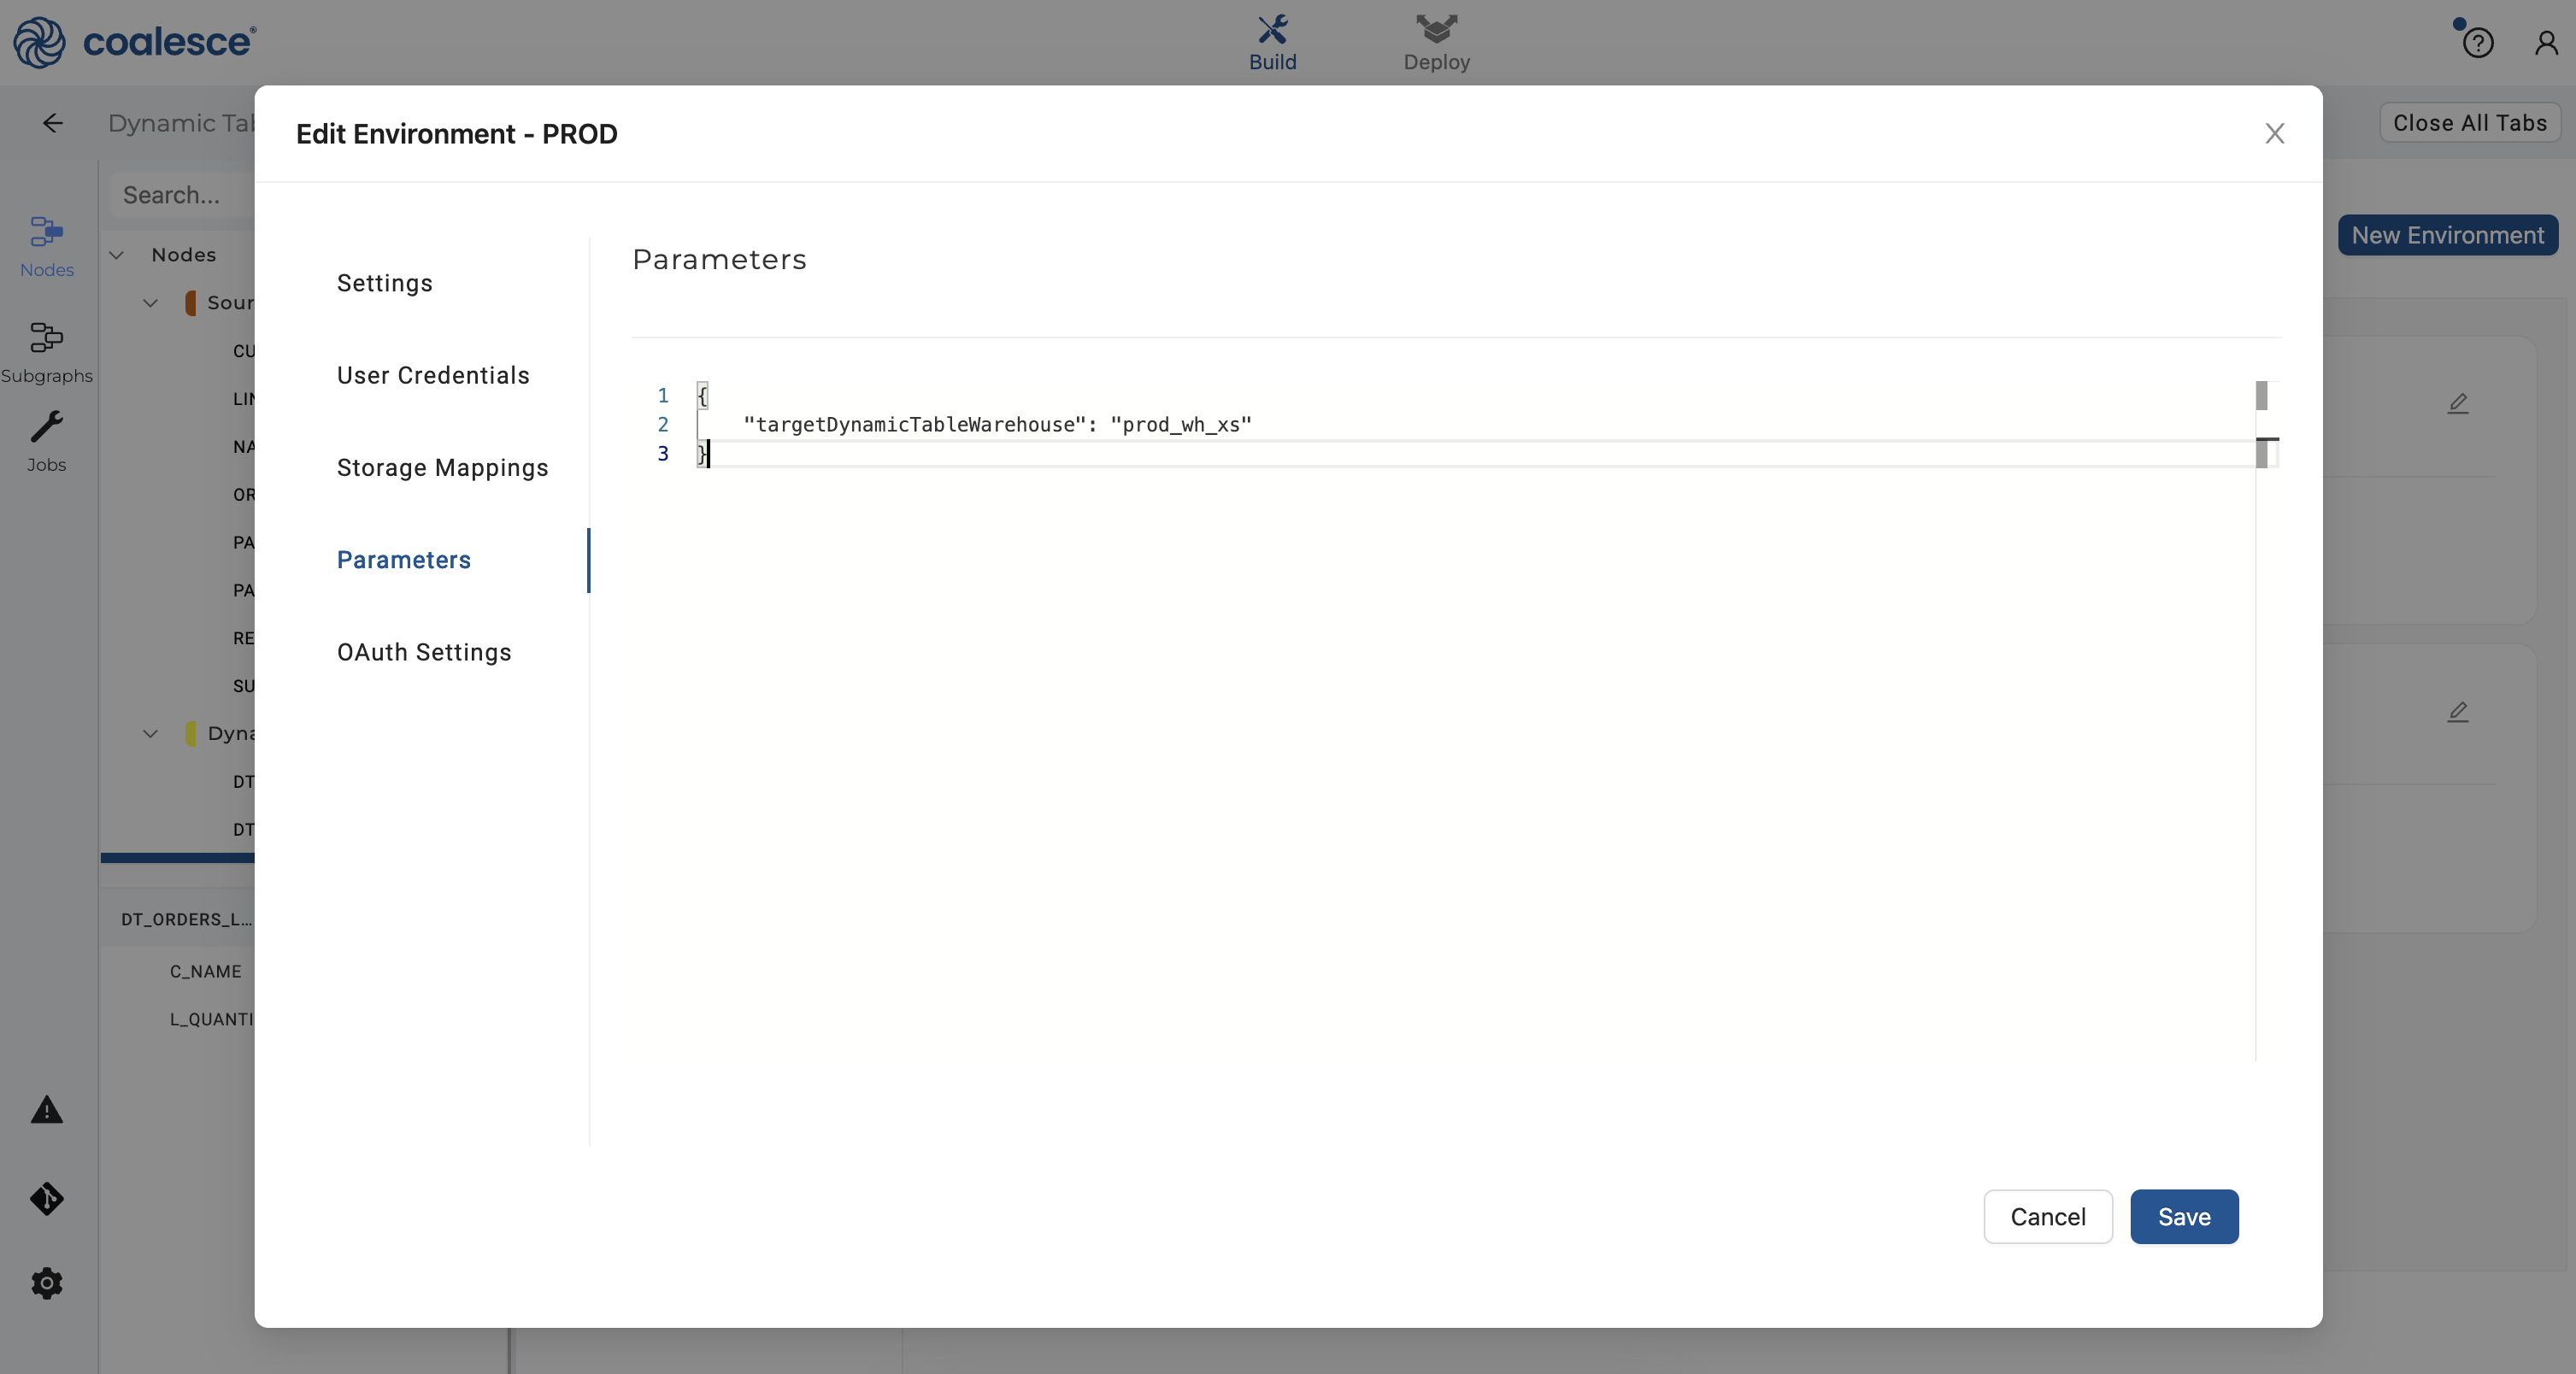 coalesce®
Build
Deploy
Dynamic Tab
Close All Tabs
Edit Environment - PROD
Search...
New Environment
Nodes
Subgraphs
Jobs
Nodes
Sour
CU
LIN
NA
OR
PA
PA
RE
SU
Dyna
DT
DT
DT_ORDERS_L...
C_NAME
L_QUANTI
Settings
User Credentials
Storage Mappings
Parameters
OAuth Settings
Parameters
1 {
2 "targetDynamicTableWarehouse": "prod_wh_xs"
3 }
Cancel
Save